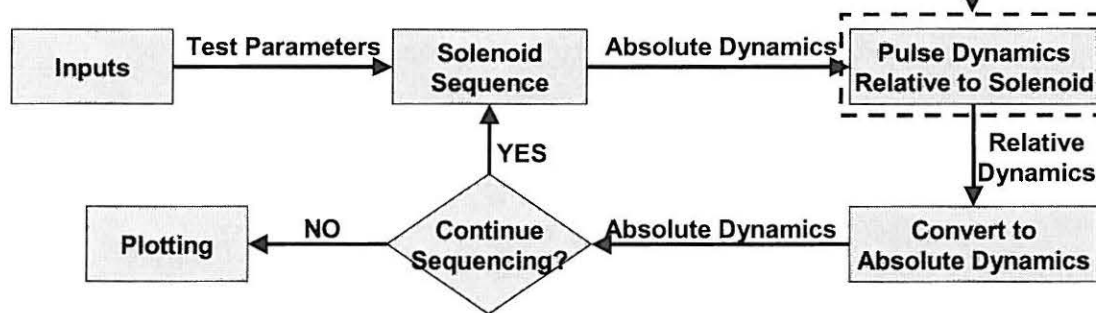 Inputs
Test Parameters
Solenoid
Sequence
Absolute Dynamics
Pulse Dynamics
Relative to Solenoid
YES
Relative
Dynamics
Plotting
NO
Continue
Sequencing?
Absolute Dynamics
Convert to
Absolute Dynamics